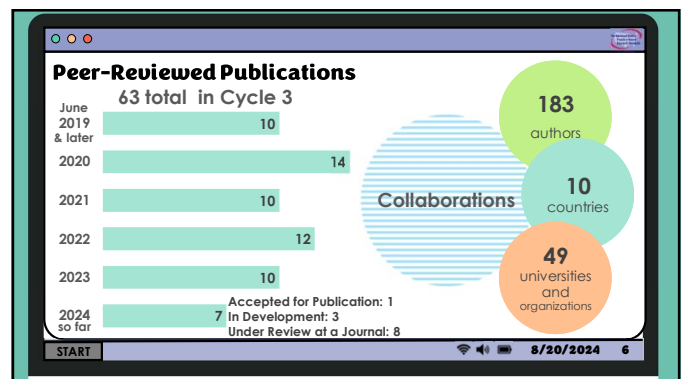 Peer-Reviewed Publications
63 total in Cycle 3
June
2019
& later
10
2020
14
2021
10
2022
12
2023
10
2024
so far
7
Accepted for Publication: 1
In Development: 3
Under Review at a Journal: 8
Collaborations
183
authors
10
countries
49
universities
and
organizations
START
8/20/2024
6